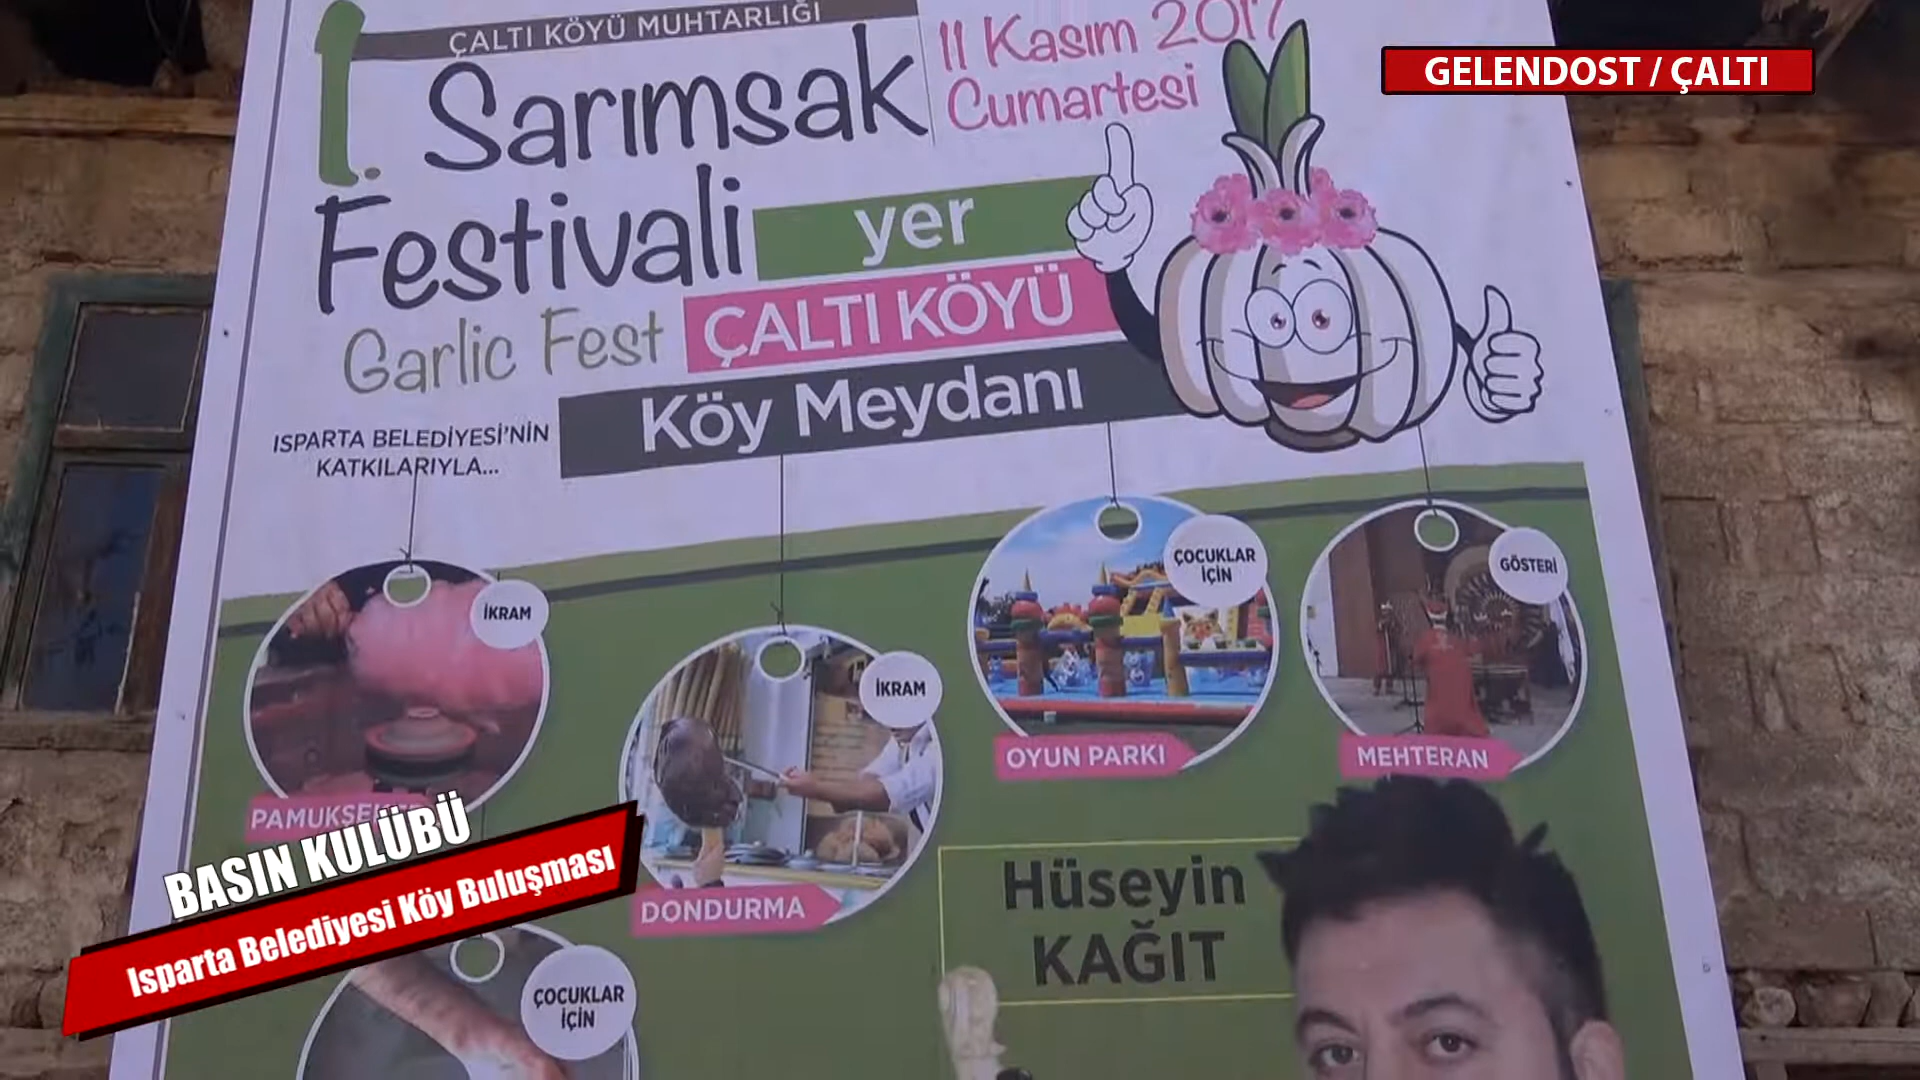 ÇALTI KÖYÜ MUHTARLIĞI
1. Sarımsak
Festivali
11 Kasım 2017
Cumartesi
GELENDOST / ÇALTI
yer
Garlic Fest
ÇALTI KÖYÜ
Köy Meydanı
ISPARTA BELEDİYESİ'NİN
KATKILARIYLA...
İKRAM
İKRAM
DONDURMA
ÇOCUKLAR
İÇİN
OYUN PARKI
GÖSTERİ
MEHTERAN
Hüseyin
KAĞIT
BASIN KULÜBÜ
Isparta Belediyesi Köy Buluşması
ÇOCUKLAR
İÇİN